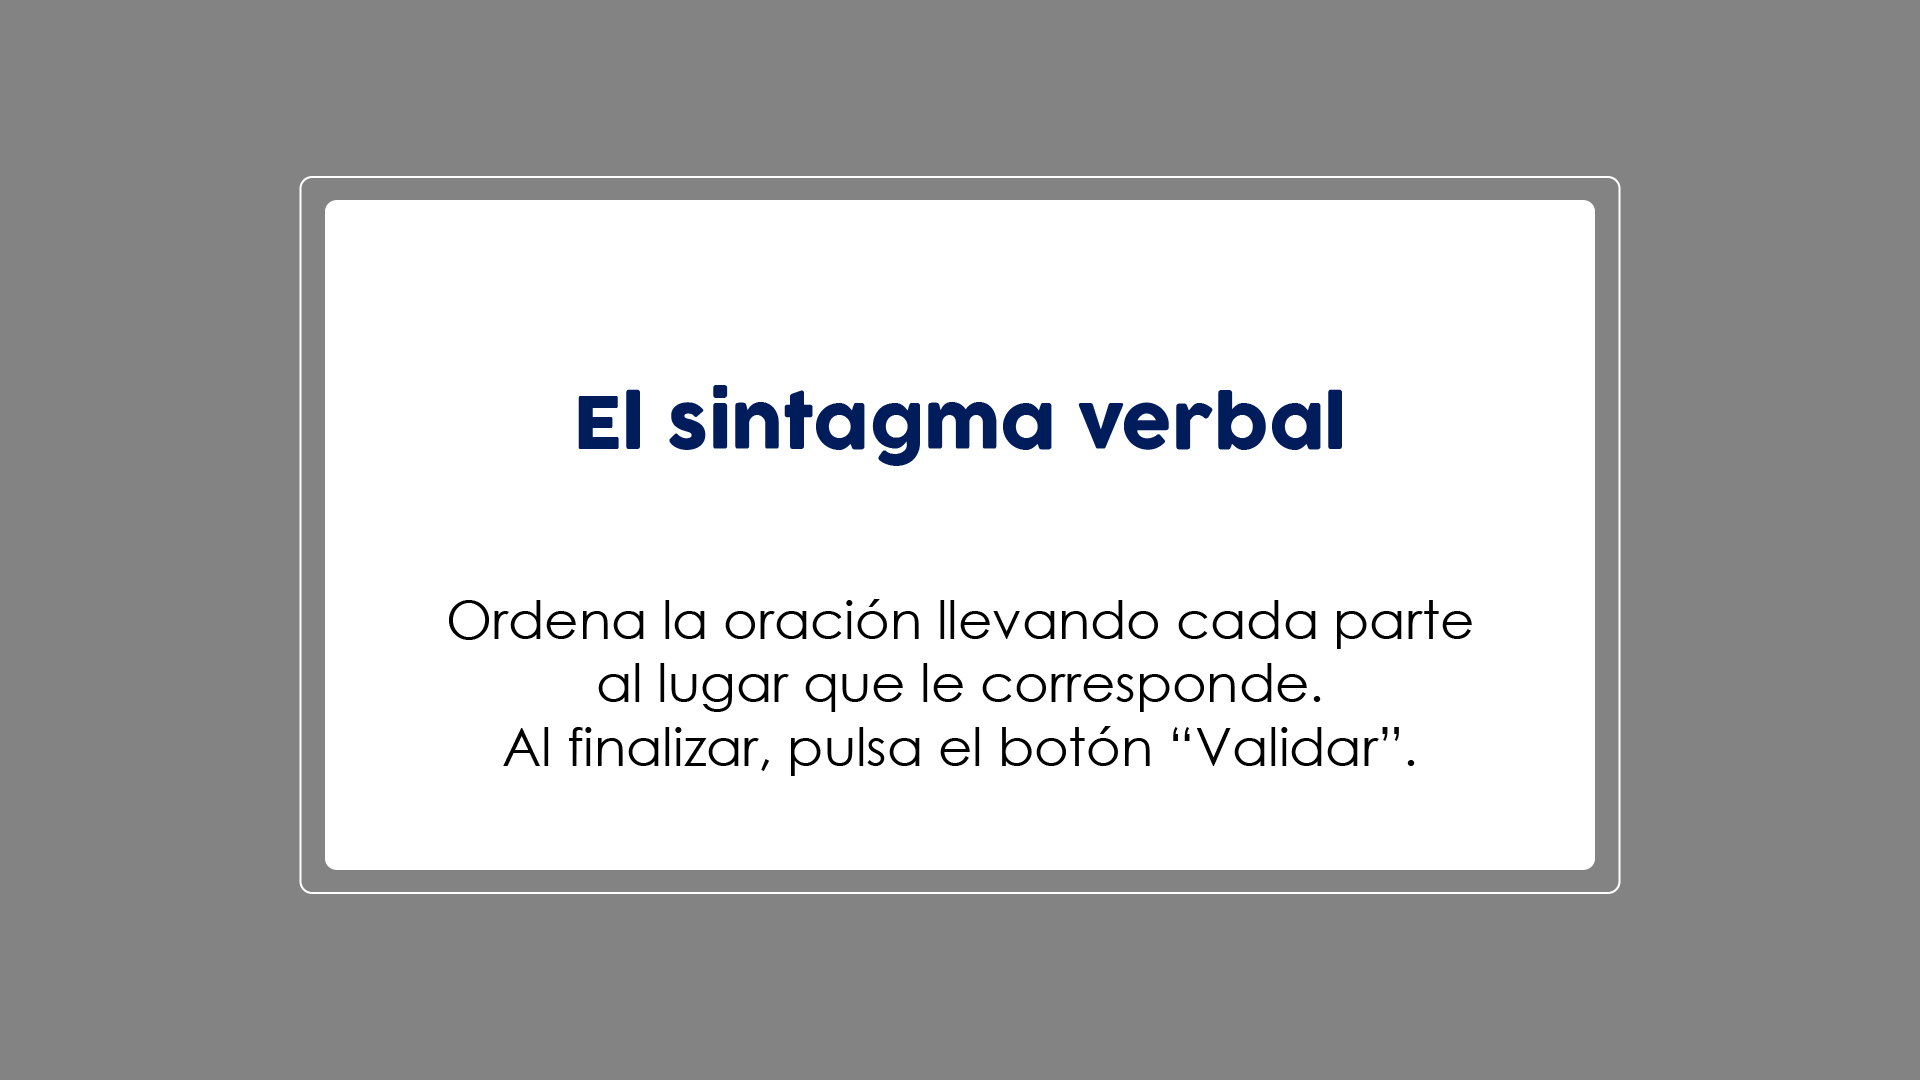 El sintagma verbal
Ordena la oración llevando cada parte
al lugar que le corresponde.
Al finalizar, pulsa el botón “Validar”.